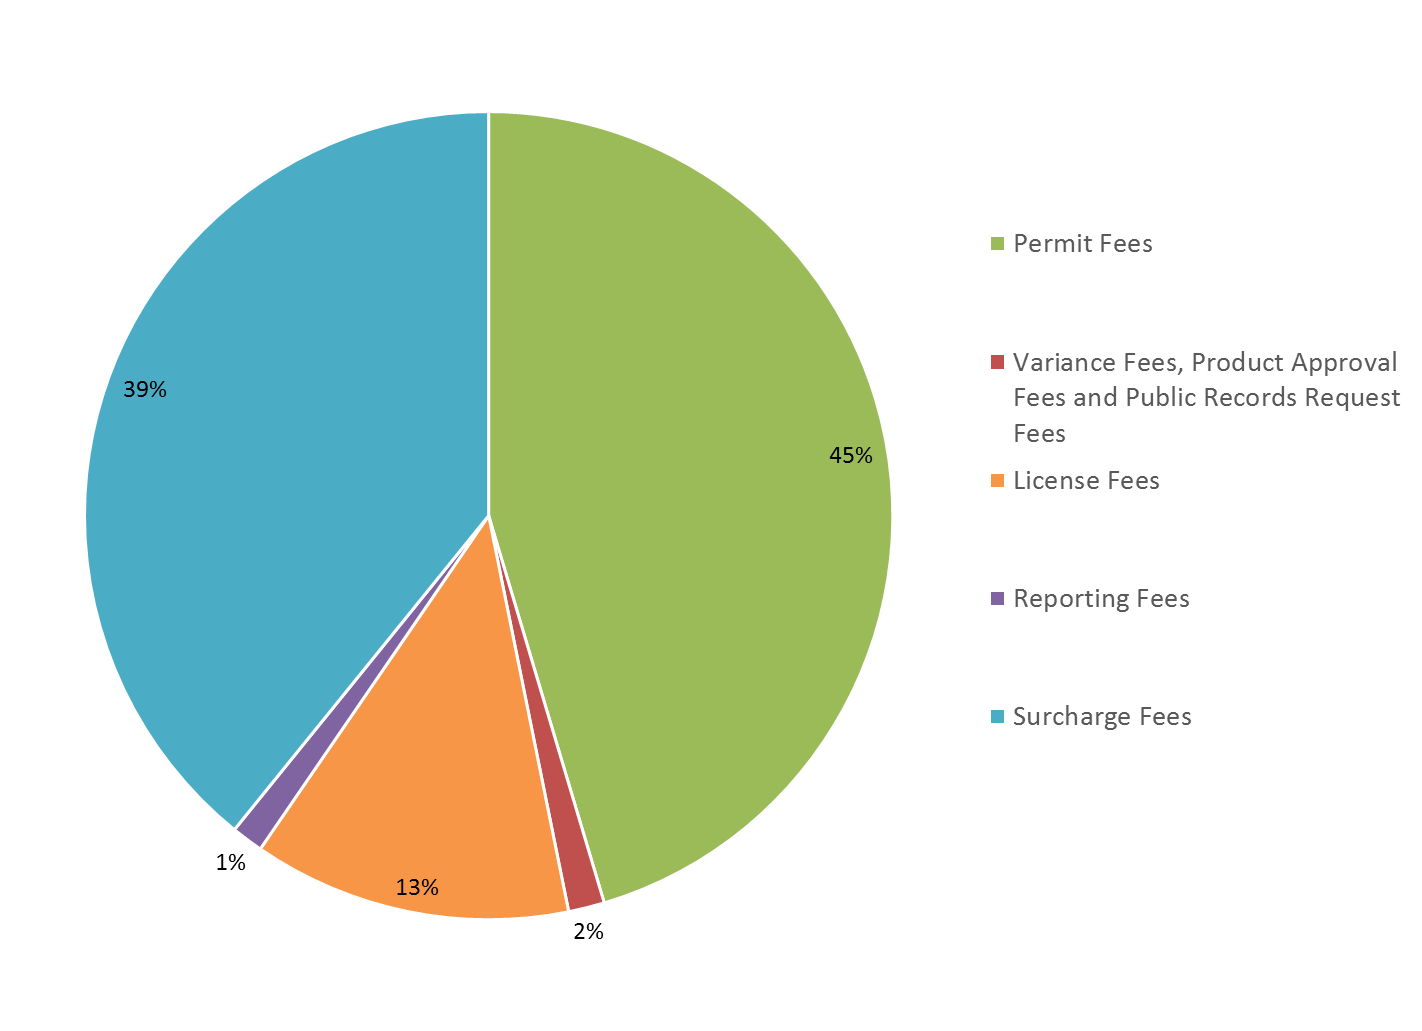 39%
45%
1%
13%
2%
Permit Fees
Variance Fees, Product Approval
Fees and Public Records Request
Fees
License Fees
Reporting Fees
Surcharge Fees